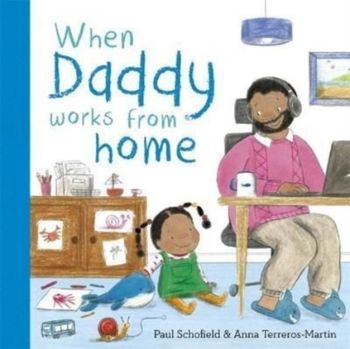 When
Daddy
works from
home
Paul Schofield & Anna Terreros-Martin